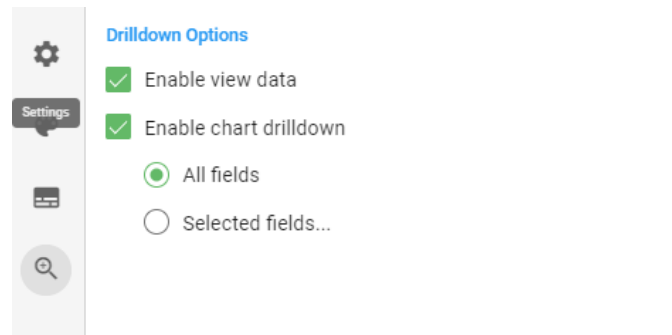 Drilldown Options
Enable view data
Settings
Enable chart drilldown
All fields
Selected fields...